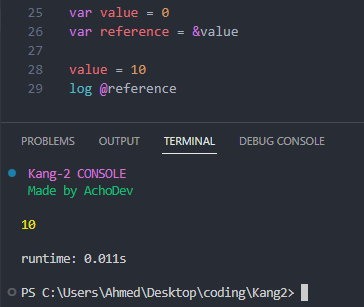 25 var value = 0
26 var reference = &value
27
28 value = 10
29 log @reference
PROBLEMS OUTPUT TERMINAL DEBUG CONSOLE
Kang-2 CONSOLE
Made by AchoDev
10
runtime: 0.011s
PS C:\Users\Ahmed\Desktop\coding\Kang2>